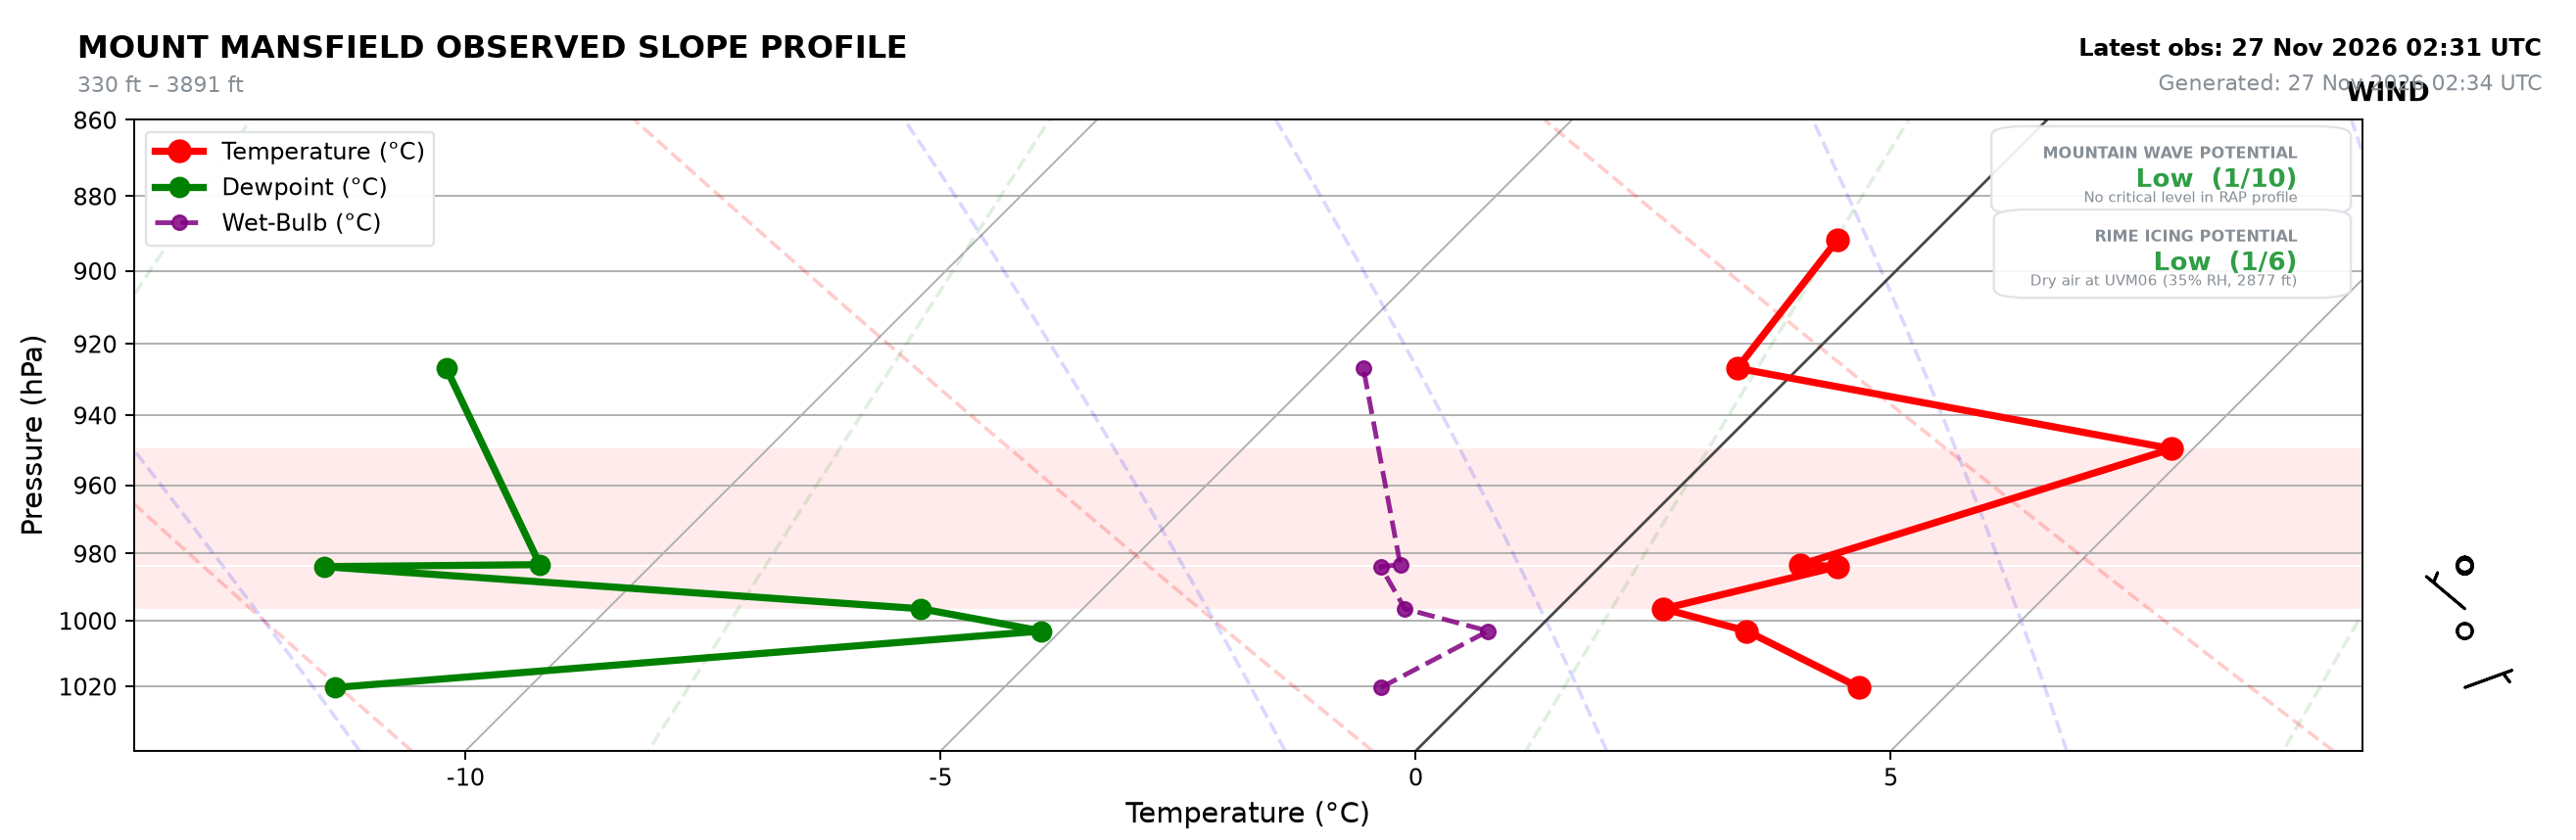 MOUNT MANSFIELD OBSERVED SLOPE PROFILE
330 ft – 3891 ft
Latest obs: 27 Nov 2026 02:31 UTC
Generated: 27 Nov 2026 02:34 UTC
WIND
Temperature (°C)
Dewpoint (°C)
Wet-Bulb (°C)
MOUNTAIN WAVE POTENTIAL
Low (1/10)
No critical level in RAP profile
RIME ICING POTENTIAL
Low (1/6)
Dry air at UVM06 (35% RH, 2877 ft)
Pressure (hPa)
860
880
900
920
940
960
980
1000
1020
-10
-5
0
5
Temperature (°C)